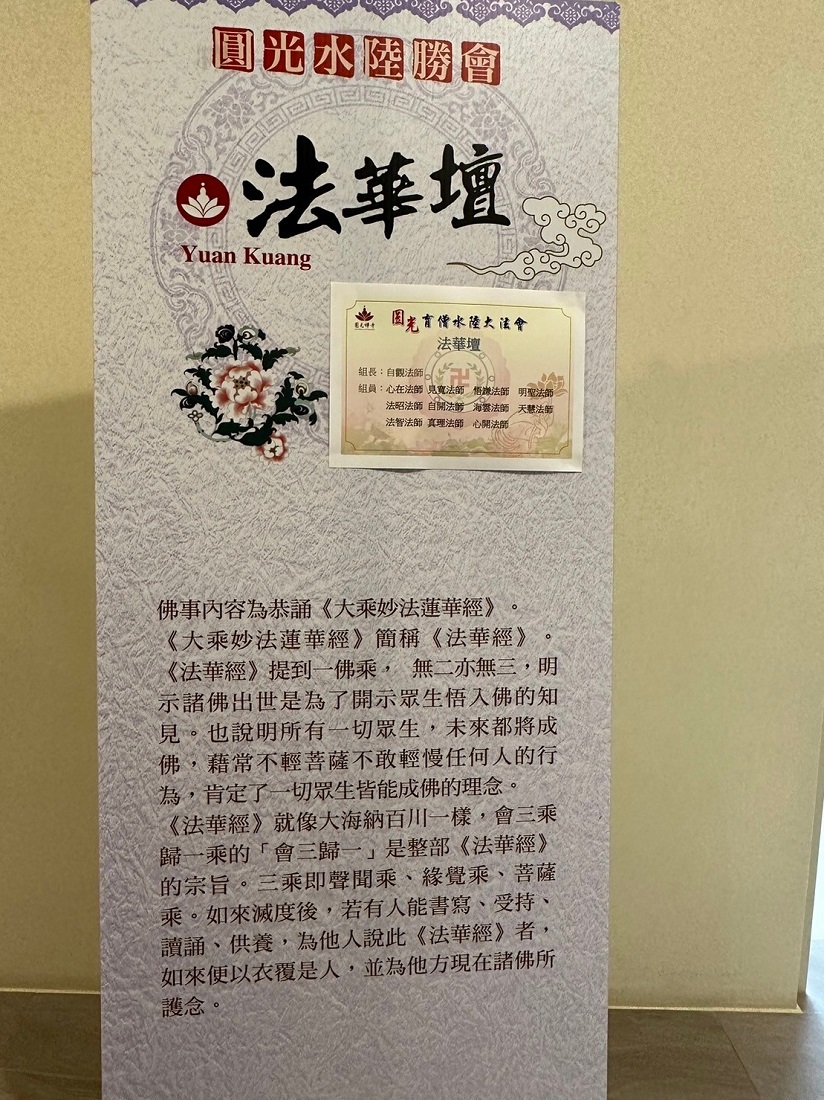 圓光水陸勝會
法華壇
Yuan Kuang
圓光禪寺
圓光育僧水陸大法會
法華壇
組長：自觀法師
組員：心在法師 見寬法師 悟謙法師 明聖法師
法昭法師 自開法師 海雲法師 天慧法師
法智法師 真理法師 心開法師
佛事內容為恭誦《大乘妙法蓮華經》。
《大乘妙法蓮華經》簡稱《法華經》。
《法華經》提到一佛乘， 無二亦無三，明
示諸佛出世是為了開示眾生悟入佛的知
見。也說明所有一切眾生，未來都將成
佛，藉常不輕菩薩不敢輕慢任何人的行
為，肯定了一切眾生皆能成佛的理念。
《法華經》就像大海納百川一樣，會三乘
歸一乘的「會三歸一」是整部《法華經》
的宗旨。三乘即聲聞乘、緣覺乘、菩薩
乘。如來滅度後，若有人能書寫、受持、
讀誦、供養，為他人說此《法華經》者，
如來便以衣覆是人，並為他方現在諸佛所
護念。